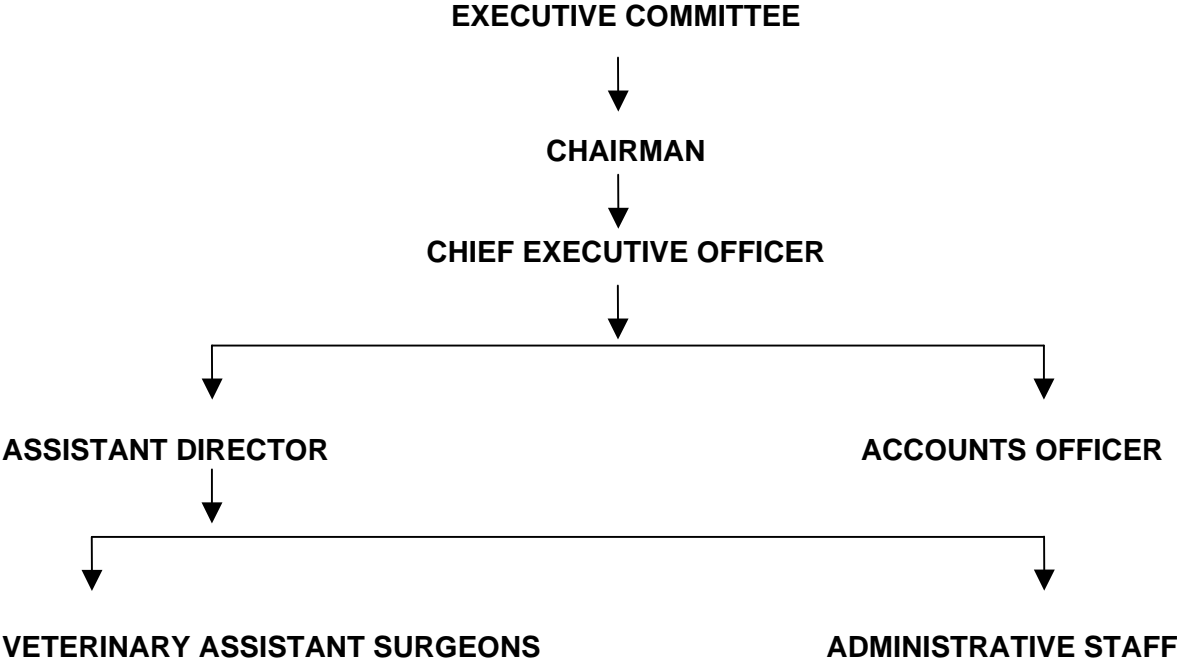 EXECUTIVE COMMITTEE
CHAIRMAN
CHIEF EXECUTIVE OFFICER
ASSISTANT DIRECTOR
ACCOUNTS OFFICER
VETERINARY ASSISTANT SURGEONS
ADMINISTRATIVE STAFF